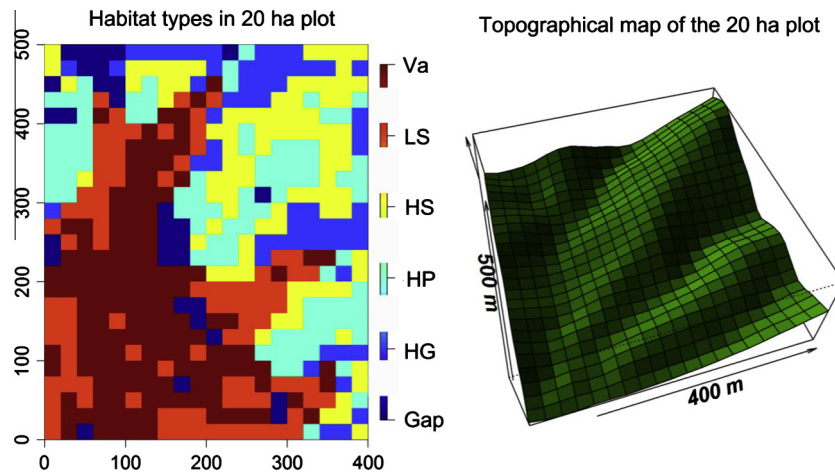 Habitat types in 20 ha plot
Topographical map of the 20 ha plot
500
400
300
200
100
0
0 100 200 300 400
Va
LS
HS
HP
HG
Gap
500 m
400 m